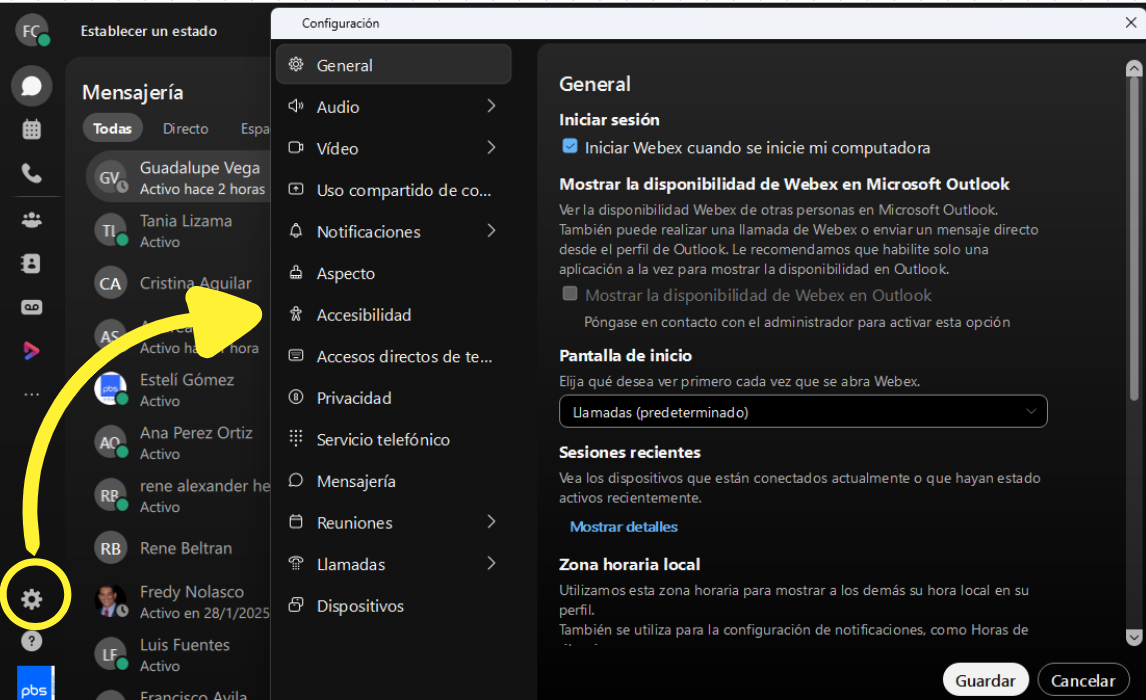 FC
Establecer un estado
Configuración
Mensajería
Todas
Directo
Espa
GV
Guadalupe Vega
Activo hace 2 horas
TL
Tania Lizama
Activo
CA
Cristina Aguilar
AS
Activo
hora
pbs
Estelí Gómez
Activo
AO
Ana Perez Ortiz
Activo
RB
rene alexander he
Activo
RB
Rene Beltran
Fredy Nolasco
Activo en 28/1/2025
LF
Luis Fuentes
Activo
Francisco Avila
?
pbs
General
Audio
Vídeo
Uso compartido de co...
Notificaciones
Aspecto
Accesibilidad
Accesos directos de te...
Privacidad
Servicio telefónico
Mensajería
Reuniones
Llamadas
Dispositivos
General
Iniciar sesión
Iniciar Webex cuando se inicie mi computadora
Mostrar la disponibilidad de Webex en Microsoft Outlook
Ver la disponibilidad Webex de otras personas en Microsoft Outlook.
También puede realizar una llamada de Webex o enviar un mensaje directo
desde el perfil de Outlook. Le recomendamos que habilite solo una
aplicación a la vez para mostrar la disponibilidad en Outlook.
Mostrar la disponibilidad de Webex en Outlook
Póngase en contacto con el administrador para activar esta opción
Pantalla de inicio
Elija qué desea ver primero cada vez que se abra Webex.
Llamadas (predeterminado)
Sesiones recientes
Vea los dispositivos que están conectados actualmente o que hayan estado
activos recientemente.
Mostrar detalles
Zona horaria local
Utilizamos esta zona horaria para mostrar a los demás su hora local en su
perfil.
También se utiliza para la configuración de notificaciones, como Horas de
Guardar
Cancelar